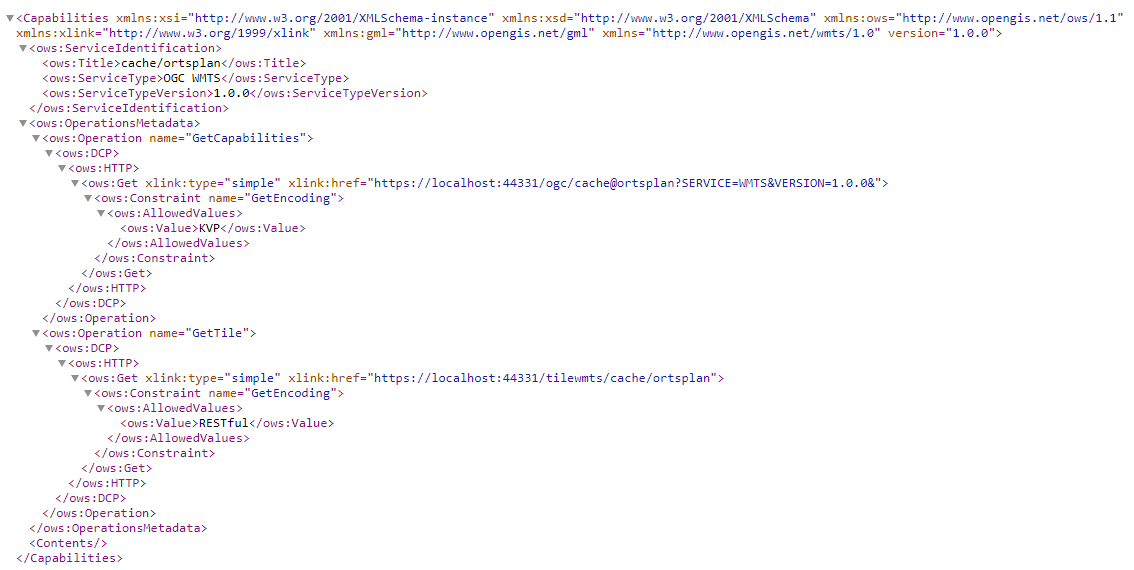 <Capabilities xmlns:xsi="http://www.w3.org/2001/XMLSchema-instance" xmlns:xsd="http://www.w3.org/2001/XMLSchema" xmlns:ows="http://www.opengis.net/ows/1.1"
xmlns:xlink="http://www.w3.org/1999/xlink" xmlns:gml="http://www.opengis.net/gml" xmlns="http://www.opengis.net/wmts/1.0" version="1.0.0">
<ows:ServiceIdentification>
<ows:Title>cache/ortsplan</ows:Title>
<ows:ServiceType>OGC WMTS</ows:ServiceType>
<ows:ServiceTypeVersion>1.0.0</ows:ServiceTypeVersion>
</ows:ServiceIdentification>
<ows:OperationsMetadata>
<ows:Operation name="GetCapabilities">
<ows:DCP>
<ows:HTTP>
<ows:Get xlink:type="simple" xlink:href="https://localhost:44331/ogc/cache@ortsplan?SERVICE=WMTS&VERSION=1.0.0&">
<ows:Constraint name="GetEncoding">
<ows:AllowedValues>
<ows:Value>KVP</ows:Value>
</ows:AllowedValues>
</ows:Constraint>
</ows:Get>
</ows:HTTP>
</ows:DCP>
</ows:Operation>
<ows:Operation name="GetTile">
<ows:DCP>
<ows:HTTP>
<ows:Get xlink:type="simple" xlink:href="https://localhost:44331/tilewmts/cache/ortsplan">
<ows:Constraint name="GetEncoding">
<ows:AllowedValues>
<ows:Value>RESTful</ows:Value>
</ows:AllowedValues>
</ows:Constraint>
</ows:Get>
</ows:HTTP>
</ows:DCP>
</ows:Operation>
</ows:OperationsMetadata>
<Contents/>
</Capabilities>